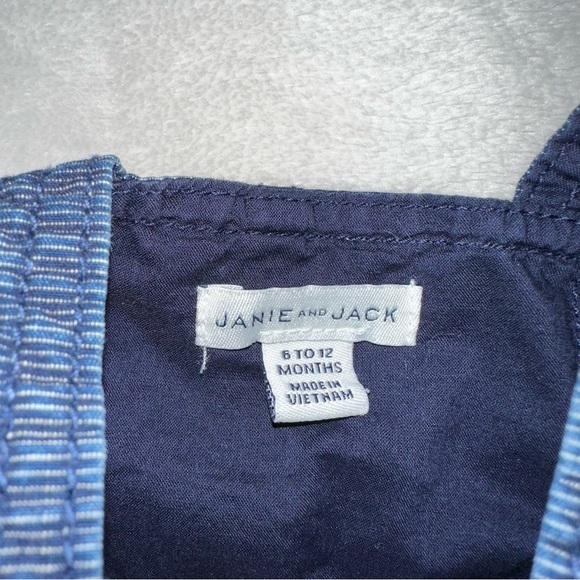 JANIE AND JACK
6 TO 12
MONTHS
MADE IN
VIETNAM